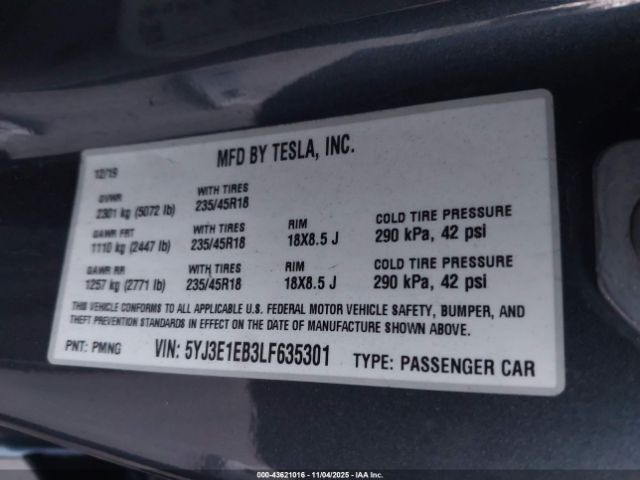 MFD BY TESLA, INC.
12/19
GVWR WITH TIRES
2301 kg (5072 lb) 235/45R18
GAWR FRT WITH TIRES RIM COLD TIRE PRESSURE
1110 kg (2447 lb) 235/45R18 18X8.5 J 290 kPa, 42 psi
GAWR RR WITH TIRES RIM COLD TIRE PRESSURE
1257 kg (2771 lb) 235/45R18 18X8.5 J 290 kPa, 42 psi
THIS VEHICLE CONFORMS TO ALL APPLICABLE U.S. FEDERAL MOTOR VEHICLE SAFETY, BUMPER, AND
THEFT PREVENTION STANDARDS IN EFFECT ON THE DATE OF MANUFACTURE SHOWN ABOVE.
PNT: PMNG VIN: 5YJ3E1EB3LF635301 TYPE: PASSENGER CAR
000-43621016 - 11/04/2025 - IAA Inc.